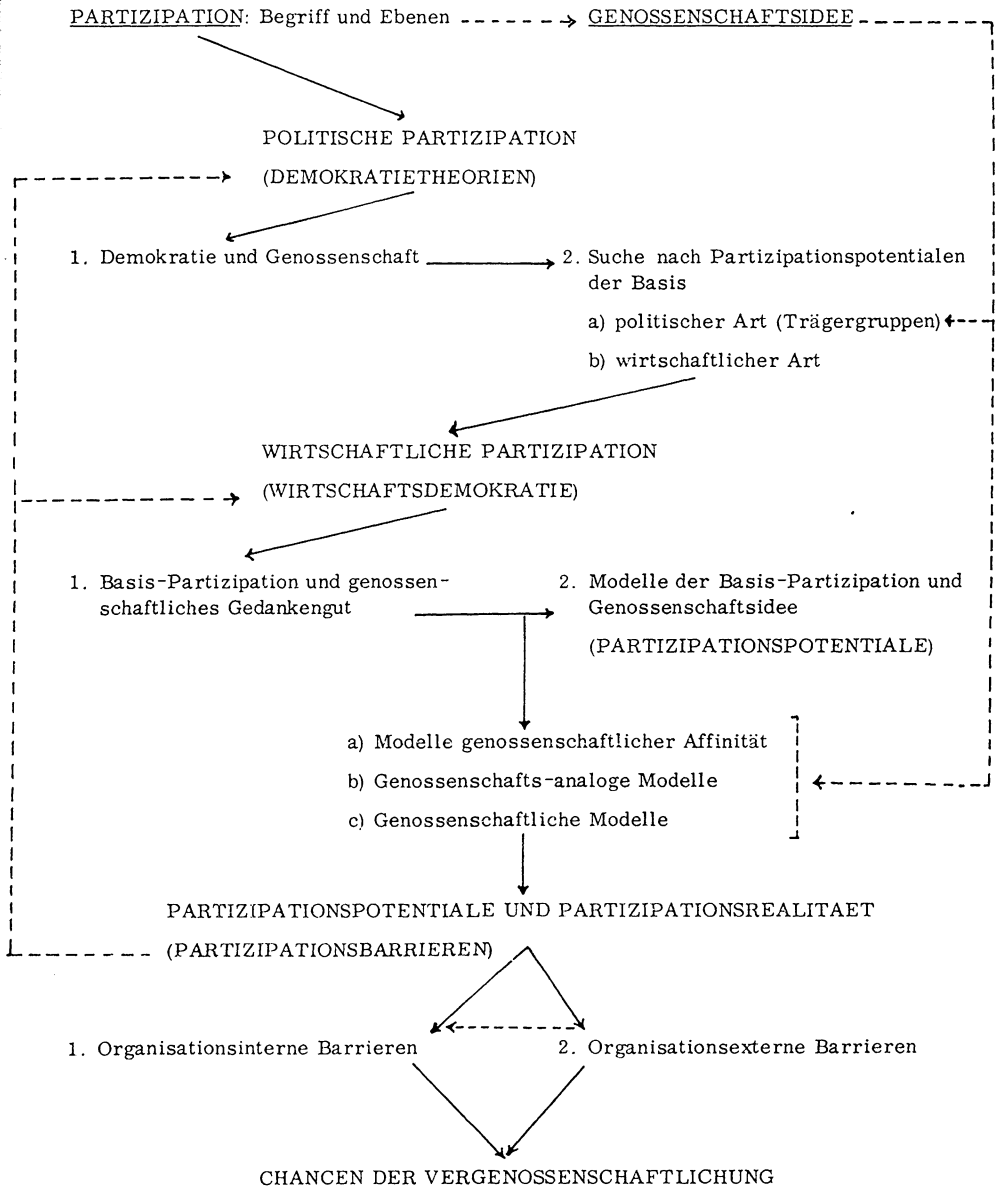 PARTIZIPATION: Begriff und Ebenen
GENOSSENSCHAFTSIDEE
POLITISCHE PARTIZIPATION
(DEMOKRATIETHEORIEN)
1. Demokratie und Genossenschaft
2. Suche nach Partizipationspotentialen
der Basis
a) politischer Art (Trägergruppen)
b) wirtschaftlicher Art
WIRTSCHAFTLICHE PARTIZIPATION
(WIRTSCHAFTSDEMOKRATIE)
1. Basis-Partizipation und genossen-
schaftliches Gedankengut
2. Modelle der Basis-Partizipation und
Genossenschaftsidee
(PARTIZIPATIONSPOTENTIALE)
a) Modelle genossenschaftlicher Affinität
b) Genossenschafts-analoge Modelle
c) Genossenschaftliche Modelle
PARTIZIPATIONSPOTENTIALE UND PARTIZIPATIONSREALITAET
(PARTIZIPATIONSBARRIEREN)
1. Organisationsinterne Barrieren
2. Organisationsexterne Barrieren
CHANCEN DER VERGENOSSENSCHAFTLICHUNG